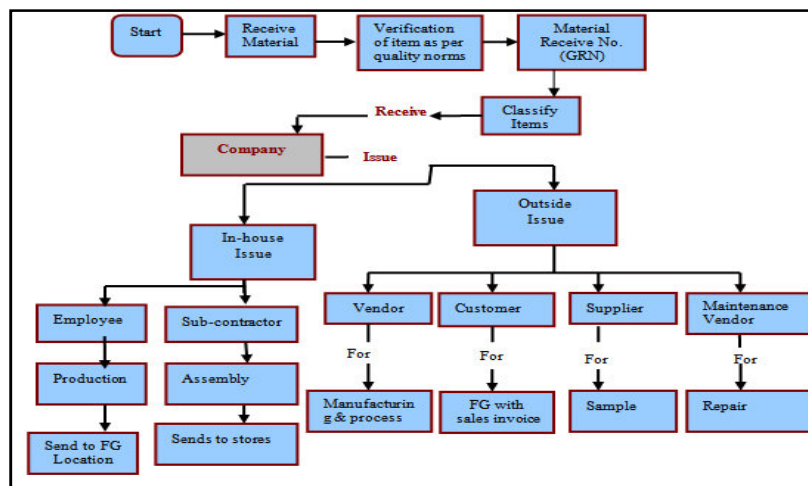 Start
Receive
Material
Verification
of item as per
quality norms
Material
Receive No.
(GRN)
Classify
Items
Receive
Company
Issue
Outside
Issue
In-house
Issue
Employee
Sub-contractor
Vendor
Customer
Supplier
Maintenance
Vendor
For
For
For
For
Production
Assembly
Manufacturin
g & process
FG with
sales invoice
Sample
Repair
Send to FG
Location
Sends to stores